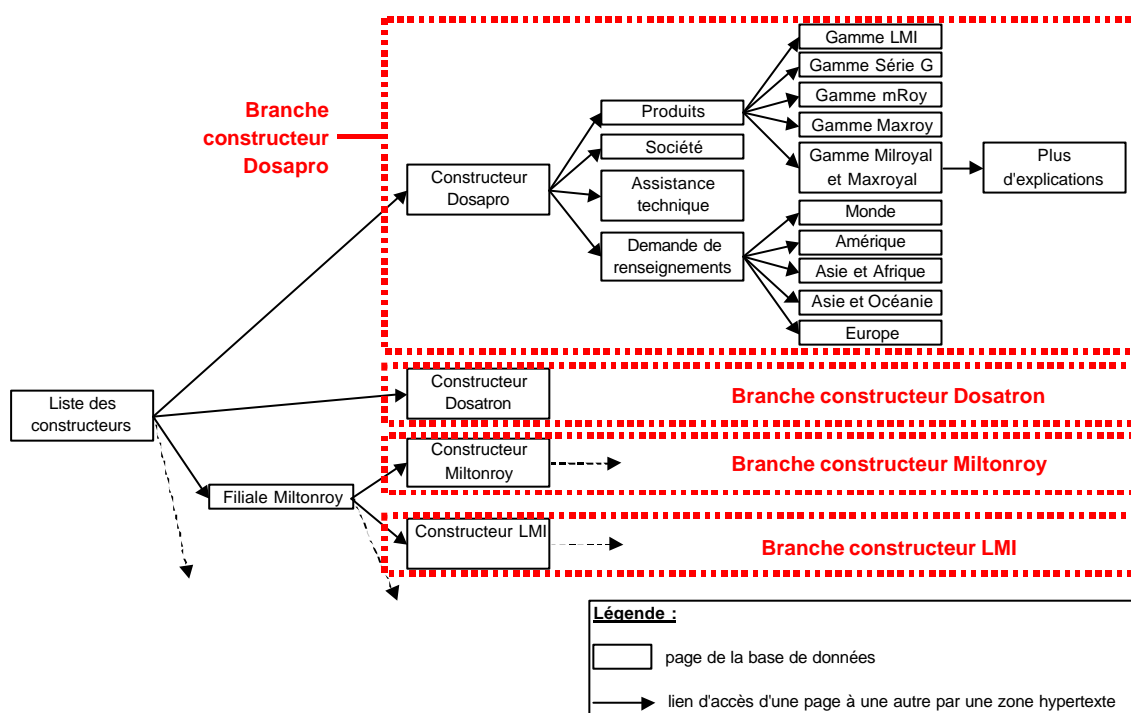 Branche
constructeur
Dosapro
Gamme LMI
Gamme Série G
Gamme mRoy
Gamme Maxroy
Gamme Milroyal
et Maxroyal
Plus
d'explications
Produits
Société
Assistance
technique
Demande de
renseignements
Constructeur
Dosapro
Monde
Amérique
Asie et Afrique
Asie et Océanie
Europe
Liste des
constructeurs
Constructeur
Dosatron
Branche constructeur Dosatron
Constructeur
Miltonroy
Branche constructeur Miltonroy
Filiale Miltonroy
Constructeur LMI
Branche constructeur LMI
Légende :
page de la base de données
lien d'accès d'une page à une autre par une zone hypertexte